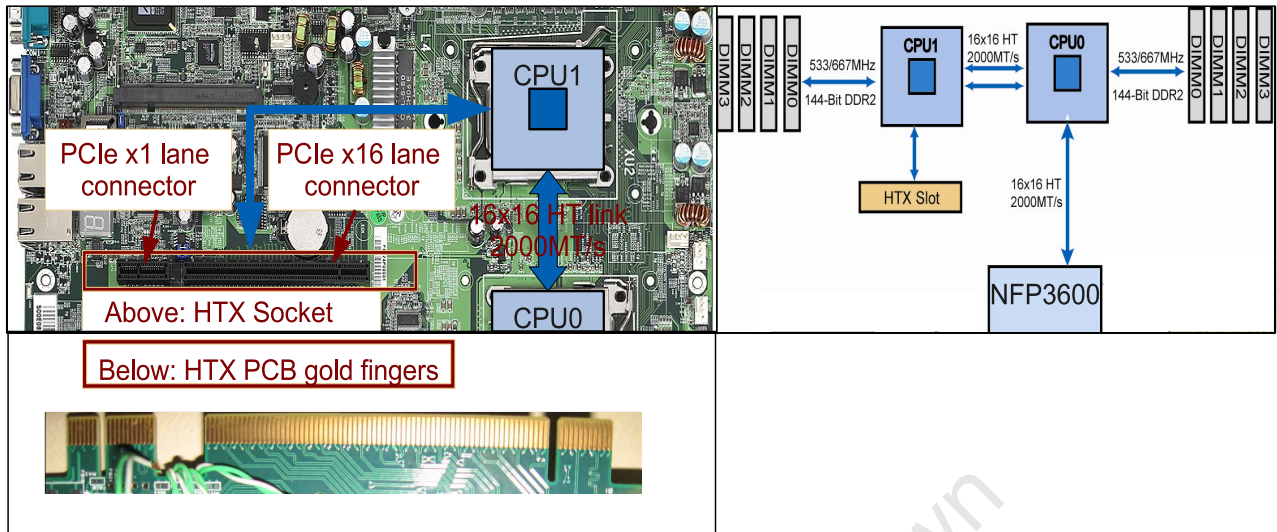 CPU1
PCIe x1 lane
connector
PCIe x16 lane
connector
XU2
16x16 HT link
2000MT/s
Above: HTX Socket
CPU0
Below: HTX PCB gold fingers
DIMM3
DIMM2
DIMM1
DIMM0
533/667MHz
144-Bit DDR2
CPU1
16x16 HT
2000MT/s
CPU0
533/667MHz
144-Bit DDR2
DIMM0
DIMM1
DIMM2
DIMM3
HTX Slot
16x16 HT
2000MT/s
NFP3600